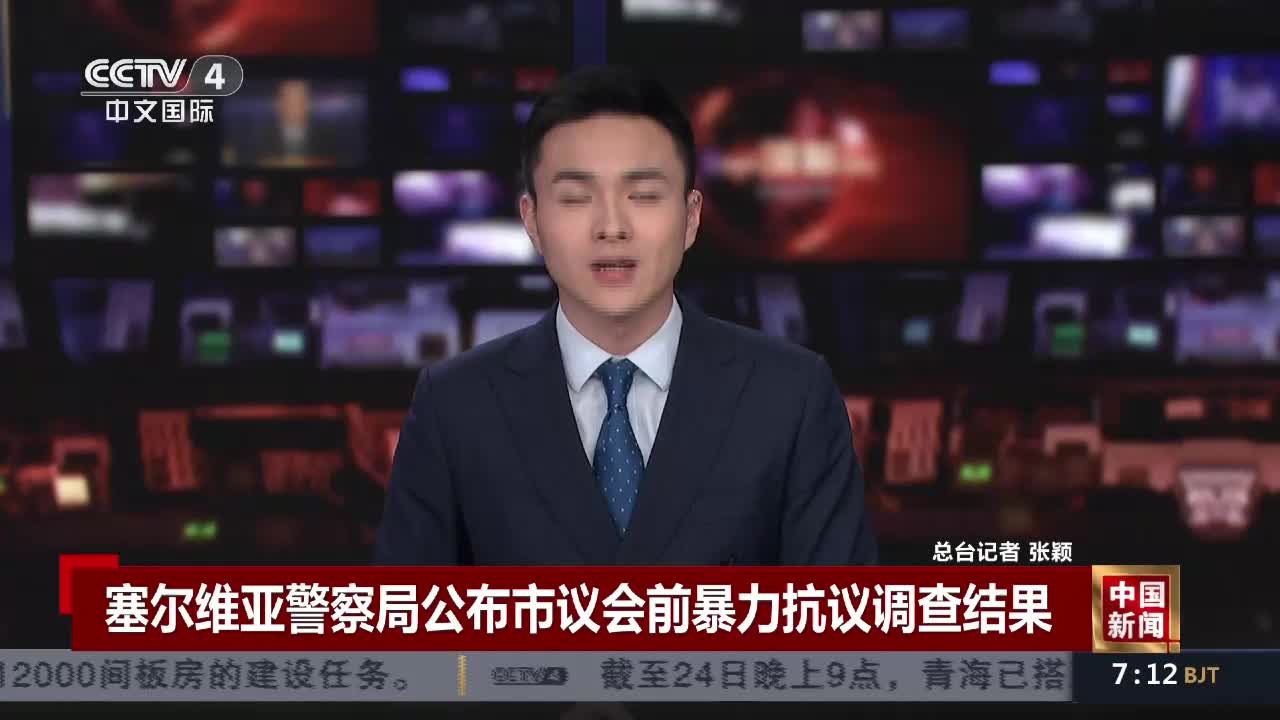 CCTV 4
中文国际
总台记者 张颖
塞尔维亚警察局公布市议会前暴力抗议调查结果
中国
新闻
12000间板房的建设任务。 CCTV4 截至24日晚上9点，青海已搭
7:12 BJT